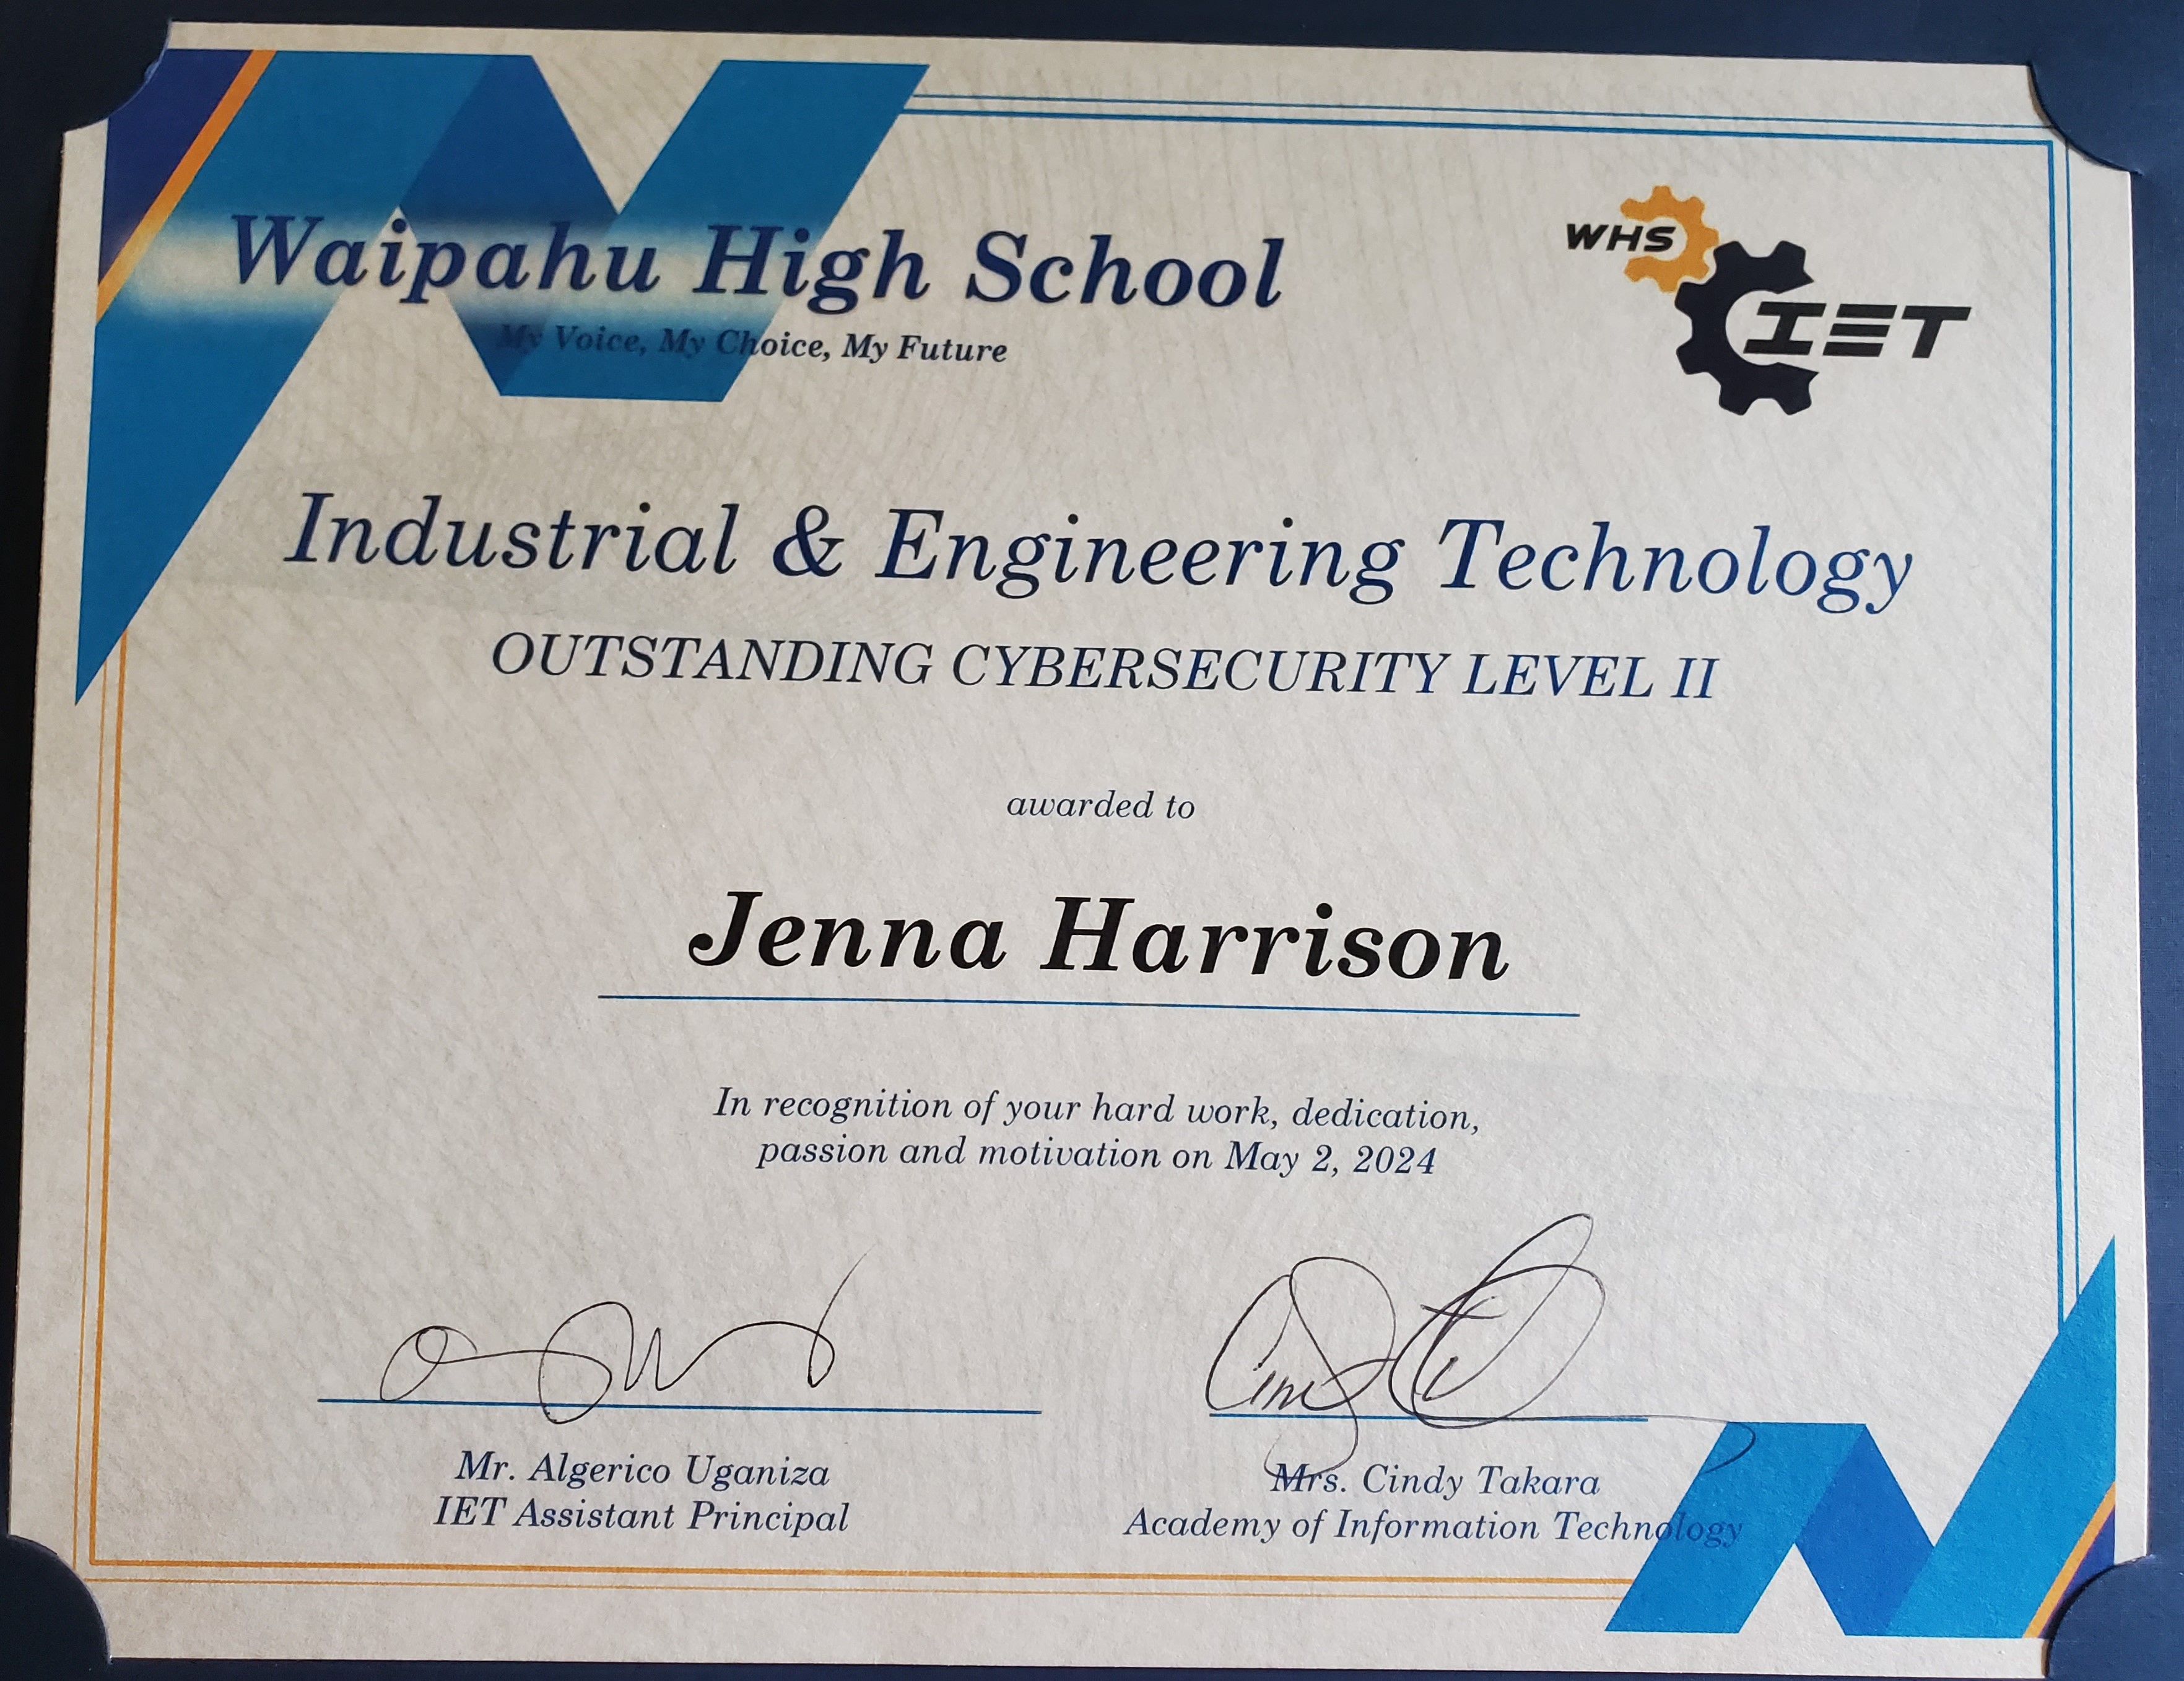 Waipahu High School
My Voice, My Choice, My Future
WHS
IET
Industrial & Engineering Technology
OUTSTANDING CYBERSECURITY LEVEL II
awarded to
Jenna Harrison
In recognition of your hard work, dedication,
passion and motivation on May 2, 2024
Mr. Algerico Uganiza
IET Assistant Principal
Mrs. Cindy Takara
Academy of Information Technology